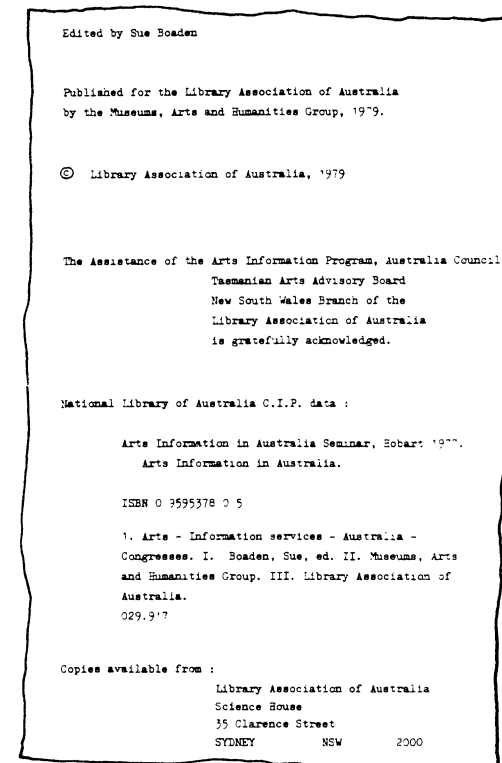 Edited by Sue Boaden
Published for the Library Association of Australia
by the Museums, Arts and Humanities Group, 1979.
© Library Association of Australia, 1979
The Assistance of the Arts Information Program, Australia Council
Tasmanian Arts Advisory Board
New South Wales Branch of the
Library Association of Australia
is gratefully acknowledged.
National Library of Australia C.I.P. data :
Arts Information in Australia Seminar, Hobart
Arts Information in Australia.
ISBN 0 9595378 0 5
1. Arts - Information services - Australia -
Congresses. I. Boaden, Sue, ed. II. Museums, Arts
and Humanities Group. III. Library Association of
Australia.
029.9'7
Copies available from :
Library Association of Australia
Science House
35 Clarence Street
SYDNEY NSW 2000